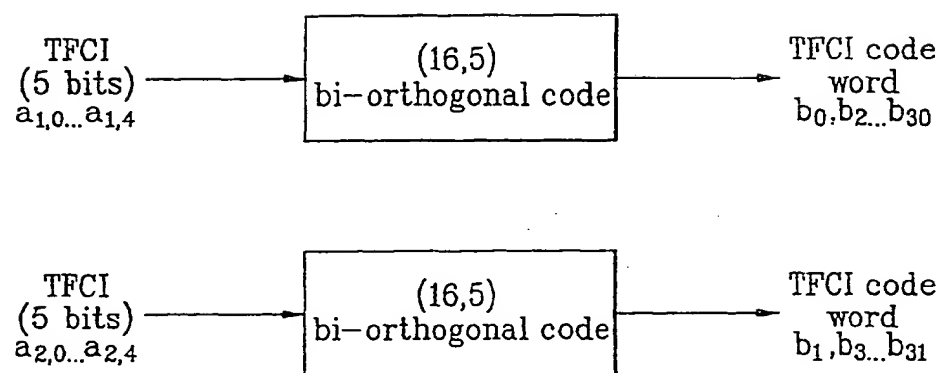 TFCI
(5 bits)
a1,0...a1,4
(16,5)
bi-orthogonal code
TFCI code
word
b0,b2...b30
TFCI
(5 bits)
a2,0...a2,4
(16,5)
bi-orthogonal code
TFCI code
word
b1,b3...b31